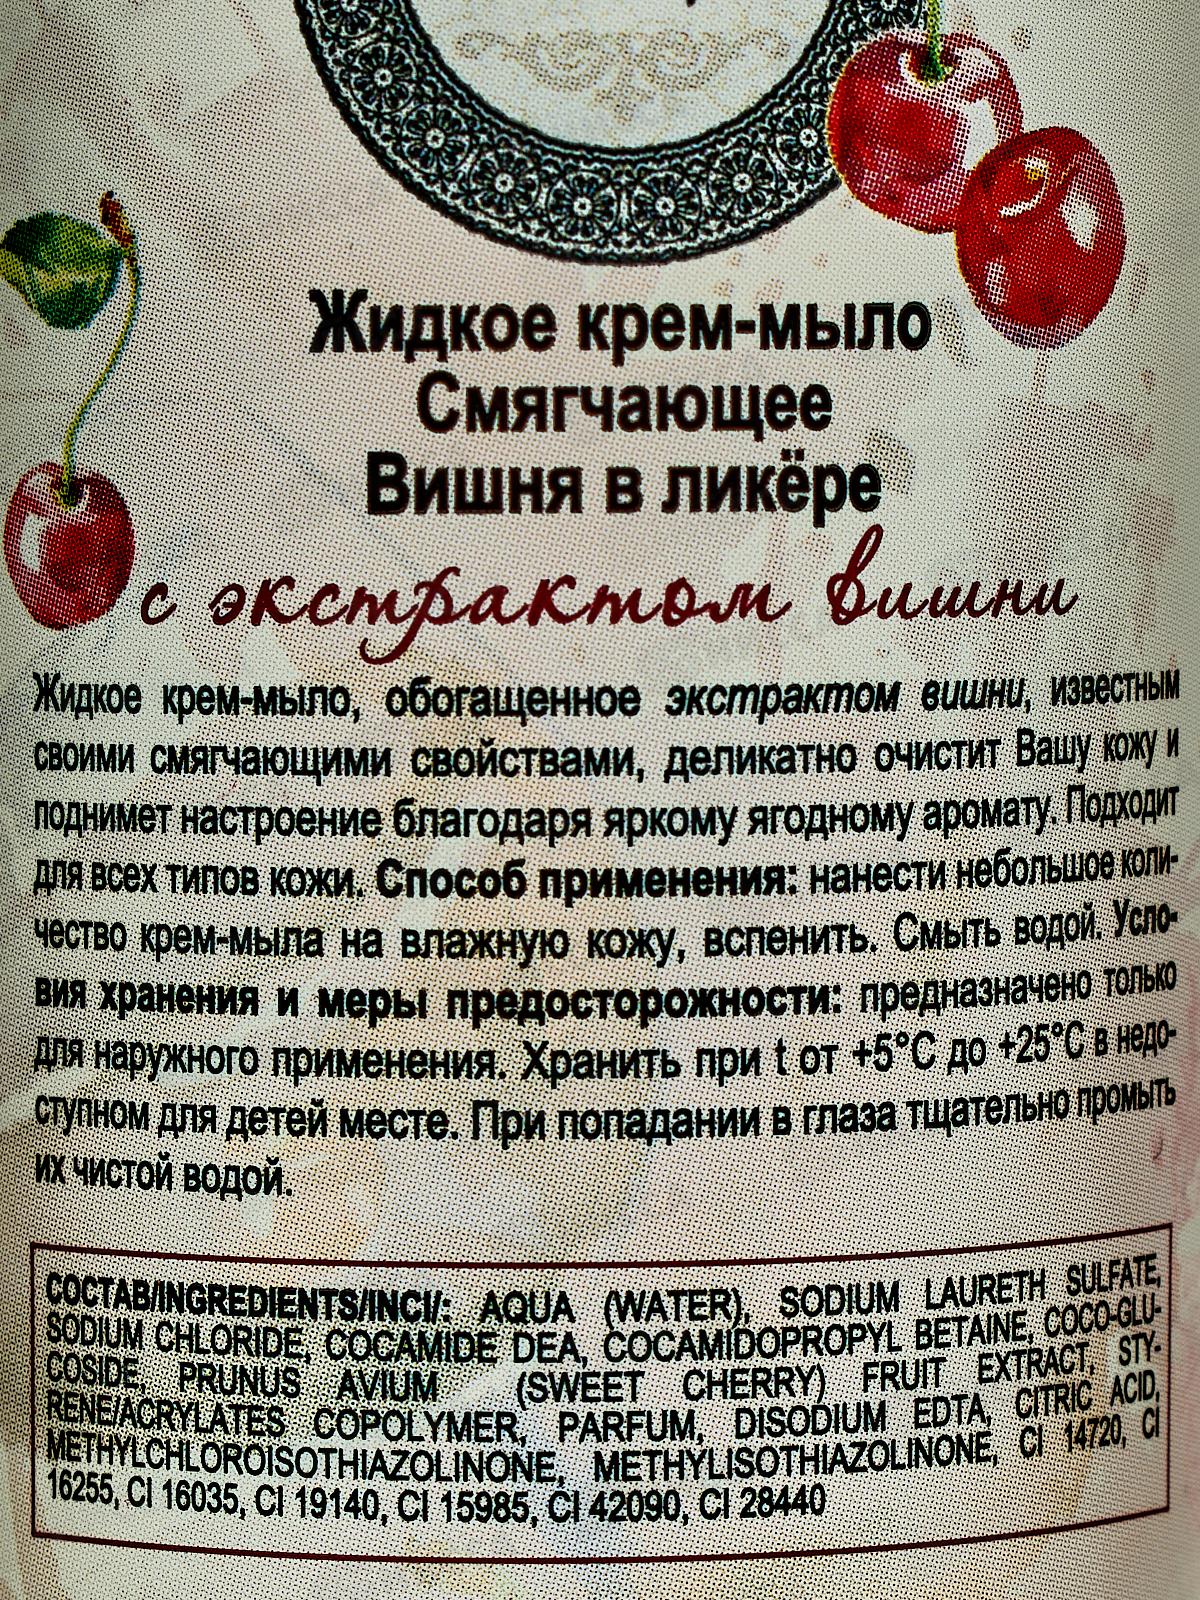 Жидкое крем-мыло
Смягчающее
Вишня в ликёре
с экстрактом вишни
Жидкое крем-мыло, обогащенное экстрактом вишни, известным
своими смягчающими свойствами, деликатно очистит Вашу кожу и
поднимет настроение благодаря яркому ягодному аромату. Подходит
для всех типов кожи. Способ применения: нанести небольшое коли-
чество крем-мыла на влажную кожу, вспенить. Смыть водой. Усло-
вия хранения и меры предосторожности: предназначено только
для наружного применения. Хранить при t от +5°C до +25°C в недо-
ступном для детей месте. При попадании в глаза тщательно промыть
их чистой водой.
СОСТАВ/INGREDIENTS/INCI/: AQUA (WATER), SODIUM LAURETH SULFATE,
SODIUM CHLORIDE, COCAMIDE DEA, COCAMIDOPROPYL BETAINE, COCO-GLU-
COSIDE, PRUNUS AVIUM (SWEET CHERRY) FRUIT EXTRACT, STY-
RENE/ACRYLATES COPOLYMER, PARFUM, DISODIUM EDTA, CITRIC ACID,
METHYLCHLOROISOTHIAZOLINONE, METHYLISOTHIAZOLINONE, CI 14720, CI
16255, CI 16035, CI 19140, CI 15985, CI 42090, CI 28440